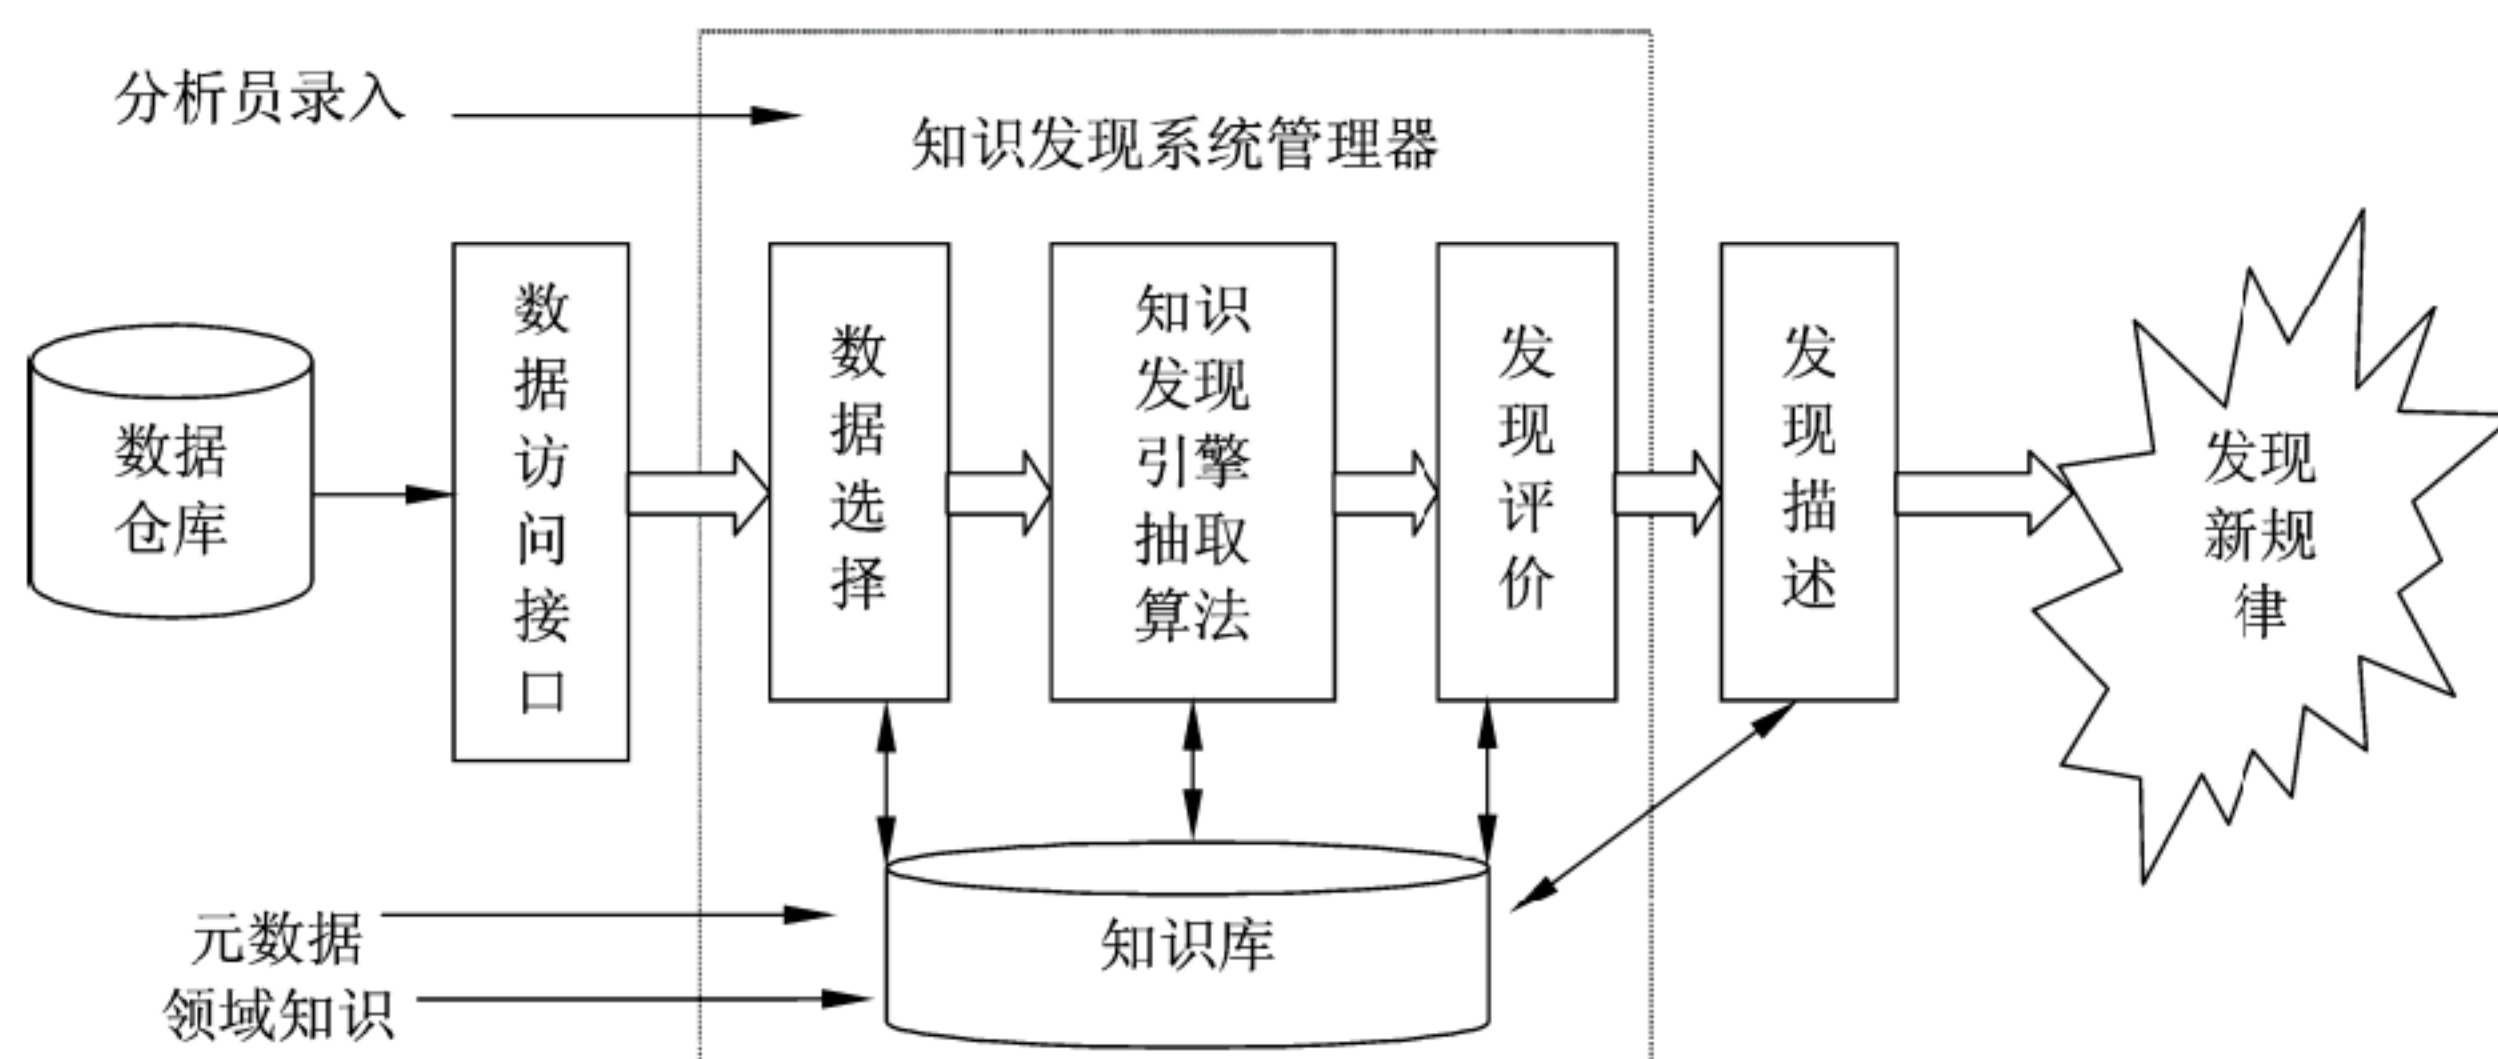 分析员录入
知识发现系统管理器
数据
仓库
数
据
访
问
接
口
数
据
选
择
知识
发现
引擎
抽取
算法
发
现
评
价
发
现
描
述
发现
新规
律
元数据
领域知识
知识库